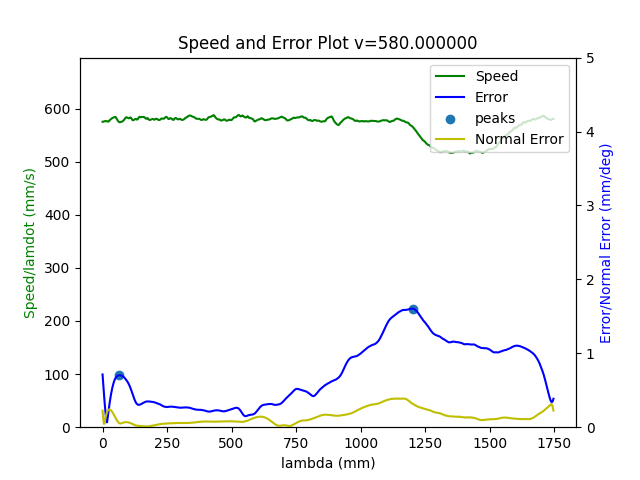 Speed and Error Plot v=580.000000
Speed
Error
peaks
Normal Error
Speed/lamdot (mm/s)
600
500
400
300
200
100
0
5
4
3
2
1
0
Error/Normal Error (mm/deg)
0
250
500
750
1000
1250
1500
1750
lambda (mm)